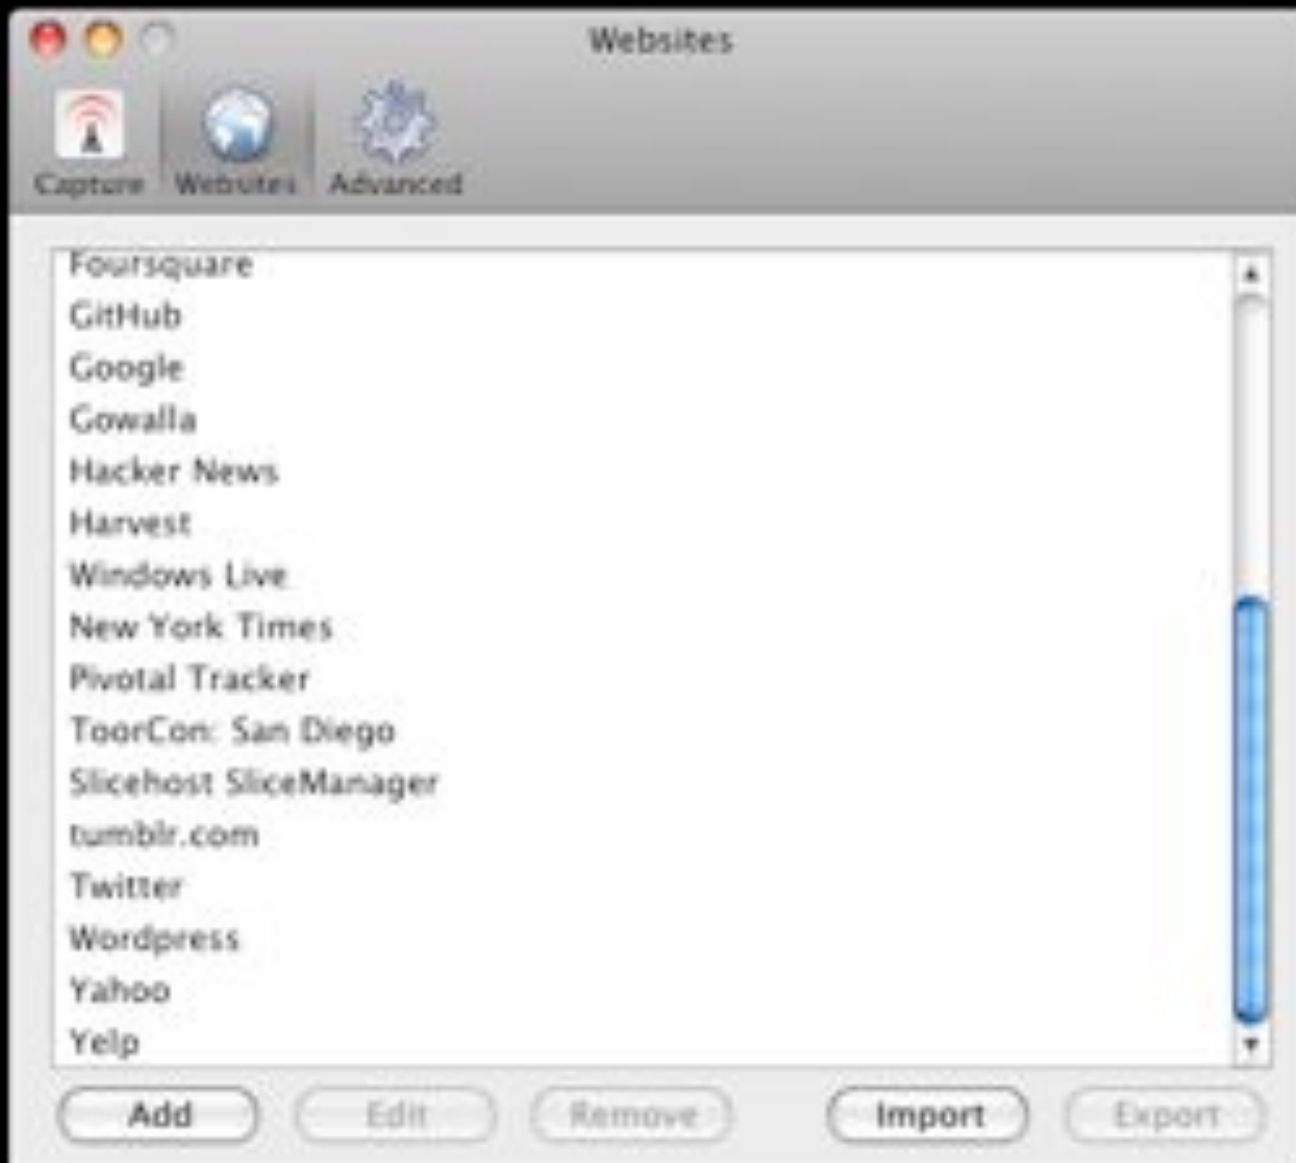 Websites
Capture Websites Advanced
Foursquare
GitHub
Google
Gowalla
Hacker News
Harvest
Windows Live
New York Times
Pivotal Tracker
ToorCon: San Diego
Slicehost SliceManager
tumblr.com
Twitter
Wordpress
Yahoo
Yelp
Add Edit Remove Import Export